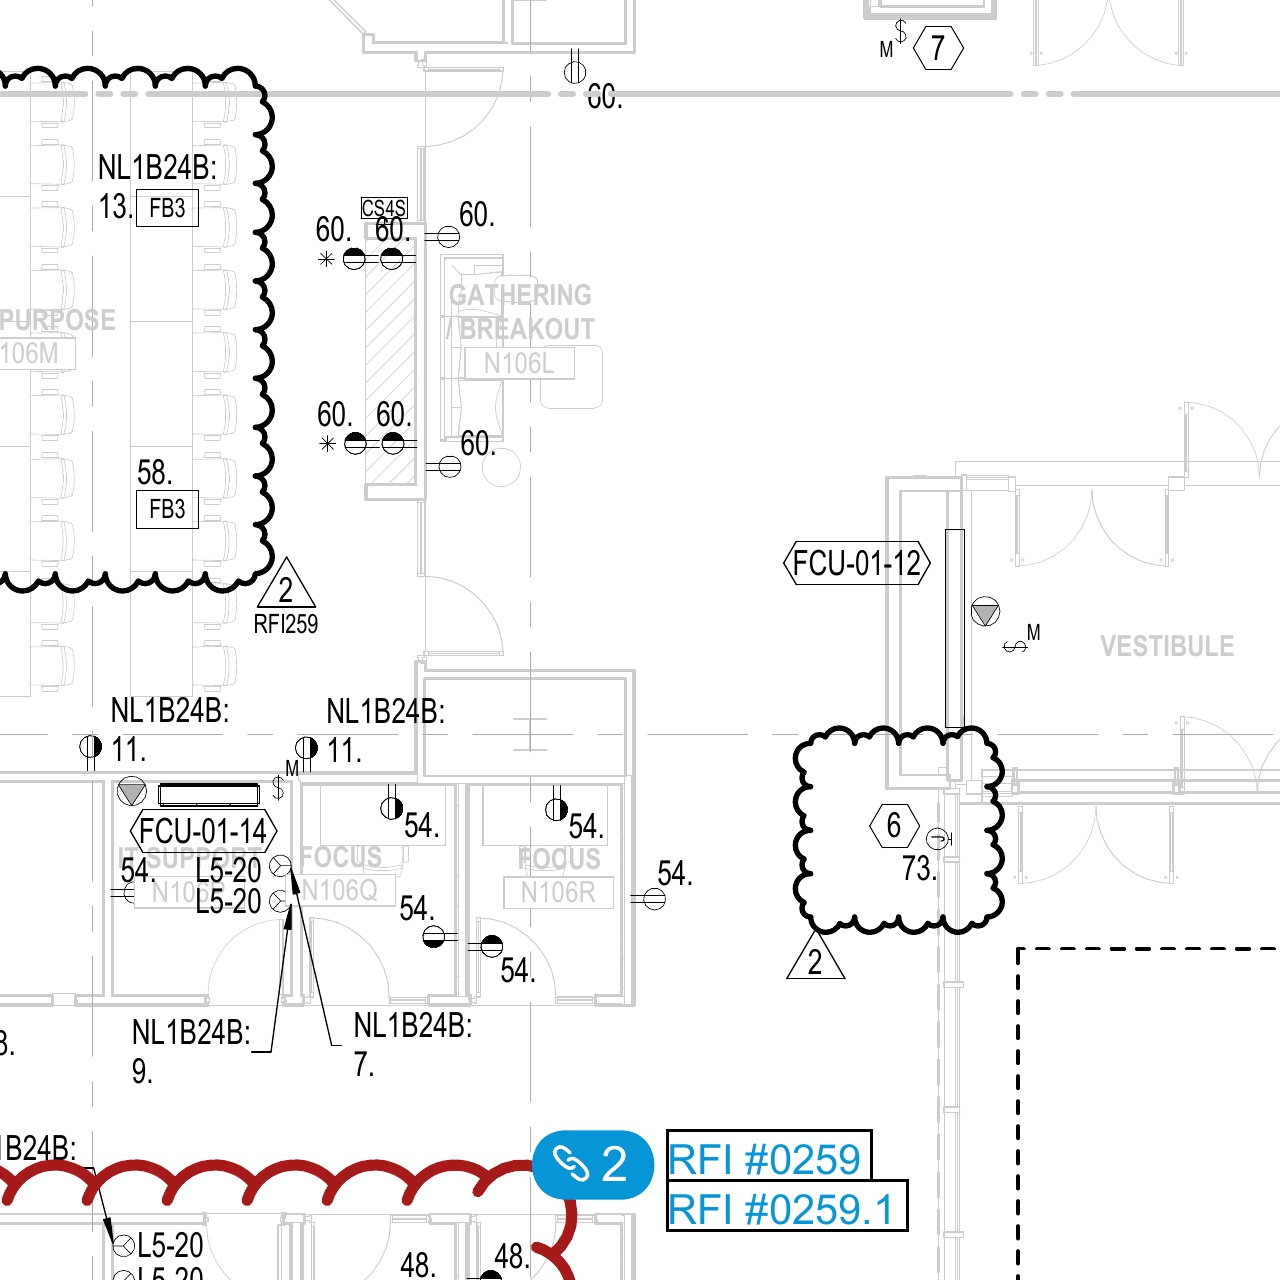 M $ 7
60.
NL1B24B:
13. FB3
CS4S
60. 60. 60.
GATHERING
/ BREAKOUT
N106L
PURPOSE
106M
60. 60. 60.
58.
FB3
2
RFI259
FCU-01-12
$ M
VESTIBULE
NL1B24B:
11.
NL1B24B:
11.
$ M
FCU-01-14
54.
54.
6
J
73.
IT SUPPORT
FOCUS
FOCUS
54.
L5-20
N106Q
N106R
54.
L5-20
54.
54.
2
NL1B24B:
9.
NL1B24B:
7.
3.
1B24B:
2
RFI #0259
RFI #0259.1
L5-20
L5-20
48.
48.